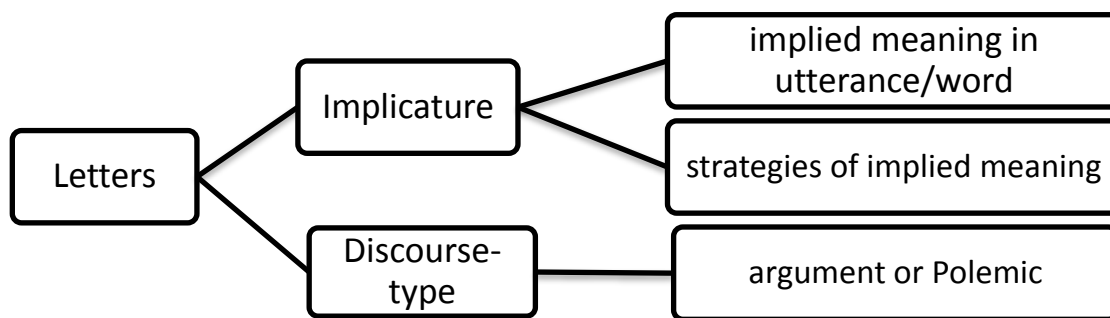 Letters
Implicature
implied meaning in
utterance/word
strategies of implied meaning
Discourse-
type
argument or Polemic